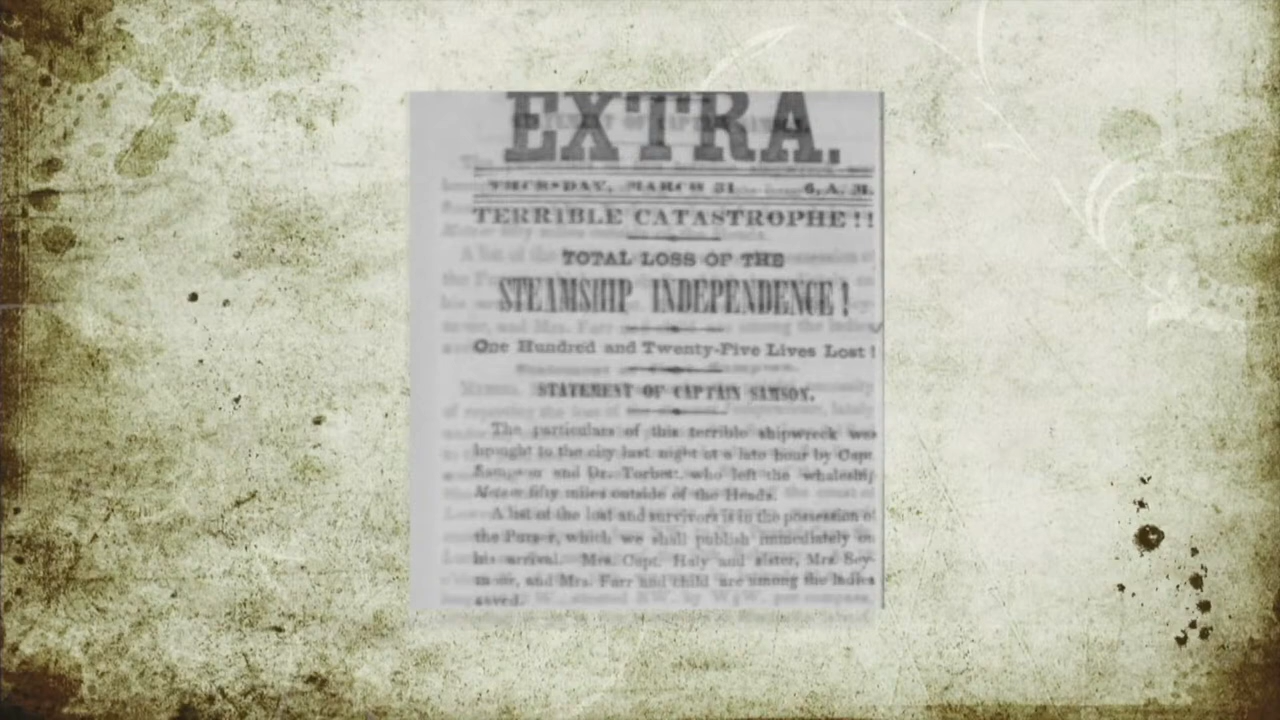 EXTRA.
THURSDAY, MARCH 31 6, A. M.
TERRIBLE CATASTROPHE!!
TOTAL LOSS OF THE
STEAMSHIP INDEPENDENCE!
One Hundred and Twenty-Five Lives Lost!
STATEMENT OF CAPTAIN SAMSON.
The particulars of this terrible shipwreck was
brought to the city last night at a late hour by Capt
Sampson and Dr. Torbet, who left the whaleship
Meteor fifty miles outside of the Heads.
A list of the lost and survivors is in the possession of
the Purser, which we shall publish immediately on
his arrival. Mrs. Capt. Haly and sister, Mrs Sey-
mour, and Mrs. Farr and child are among the ladies
saved.